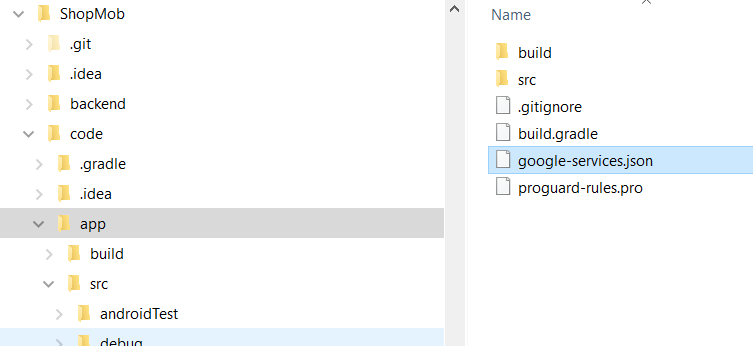 ShopMob
.git
.idea
backend
code
.gradle
.idea
app
build
src
androidTest
debug
Name
build
src
.gitignore
build.gradle
google-services.json
proguard-rules.pro